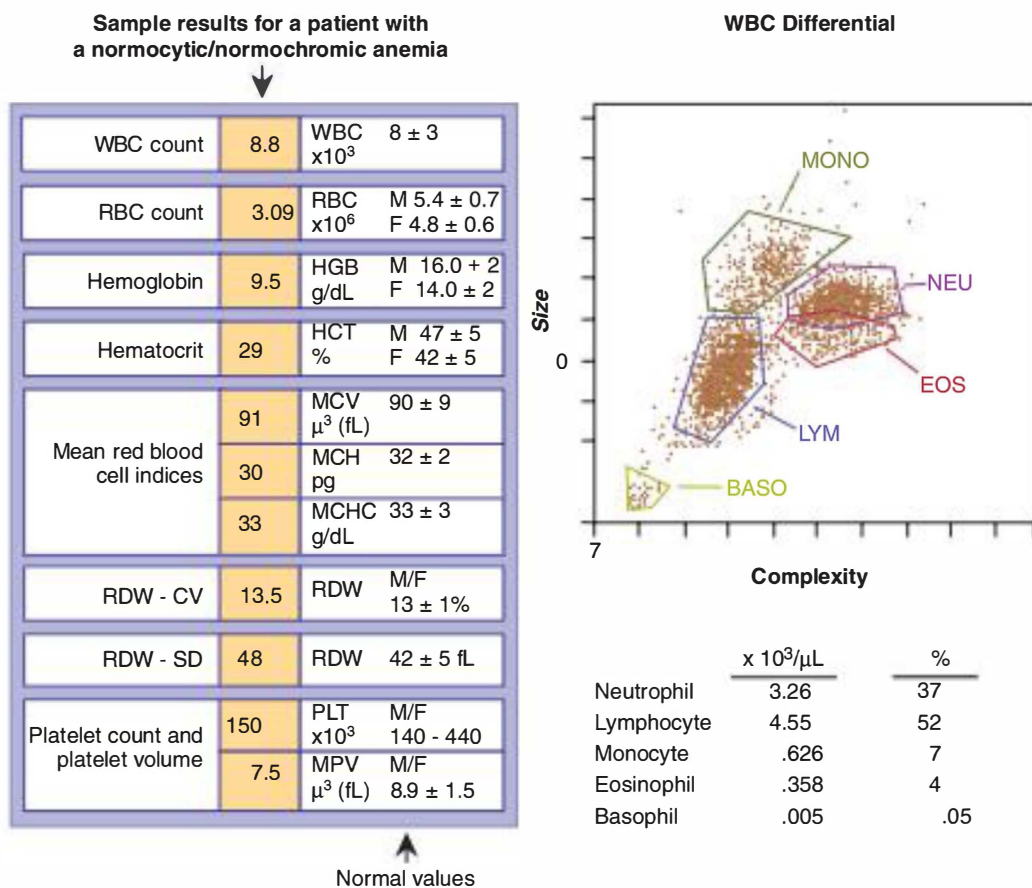 Sample results for a patient with
a normocytic/normochromic anemia
WBC count 8.8 WBC 8 ± 3
x10³
RBC count 3.09 RBC M 5.4 ± 0.7
x10⁶ F 4.8 ± 0.6
Hemoglobin 9.5 HGB M 16.0 + 2
g/dL F 14.0 ± 2
Hematocrit 29 HCT M 47 ± 5
% F 42 ± 5
Mean red blood
cell indices
91 MCV 90 ± 9
µ³ (fL)
30 MCH 32 ± 2
pg
33 MCHC 33 ± 3
g/dL
RDW - CV 13.5 RDW M/F
13 ± 1%
RDW - SD 48 RDW 42 ± 5 fL
Platelet count and
platelet volume
150 PLT M/F
x10³ 140 - 440
7.5 MPV M/F
µ³ (fL) 8.9 ± 1.5
Normal values
WBC Differential
MONO
NEU
Size
0
EOS
LYM
BASO
7
Complexity
x 10³/µL %
Neutrophil 3.26 37
Lymphocyte 4.55 52
Monocyte .626 7
Eosinophil .358 4
Basophil .005 .05